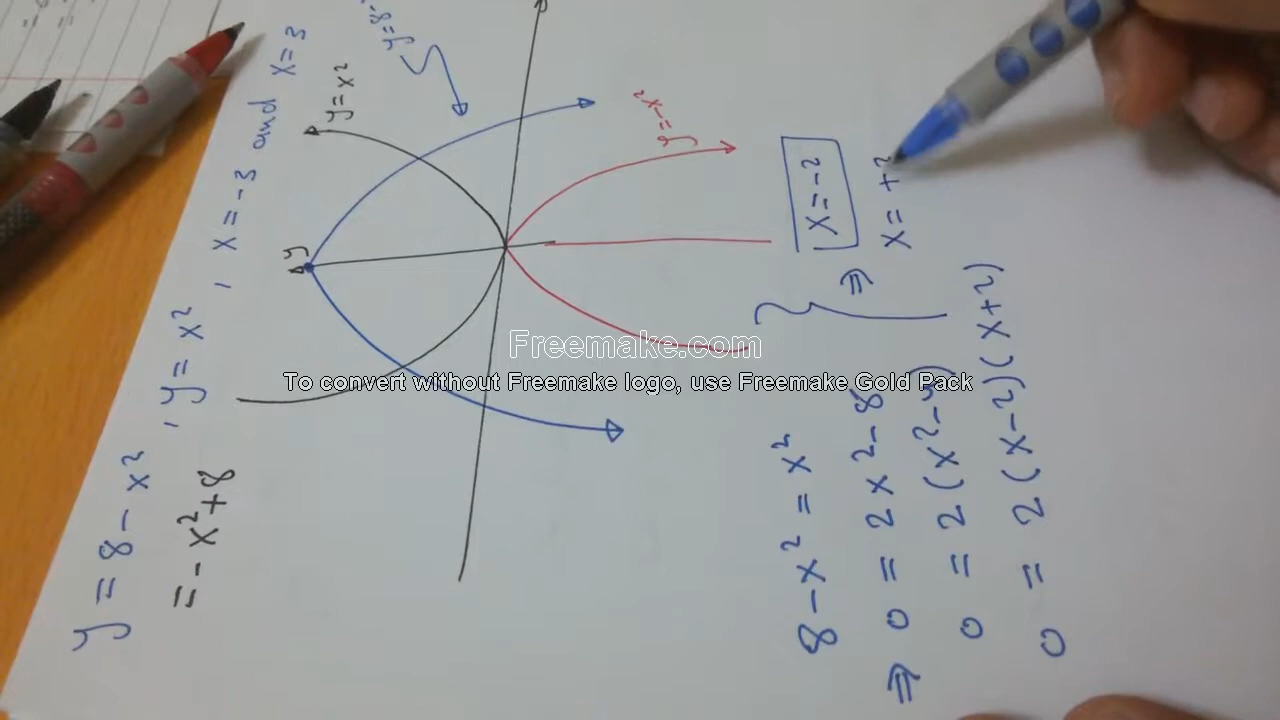 y = 8 - x² , y = x² , x = -3 and x = 3
= -x² + 8
y
y = x²
y = 8 -
y = -x²
8 - x² = x²
⇒ 0 = 2x² - 8
0 = 2(x² - 4)
0 = 2(x-2)(x+2)
⇒ x = -2
x = +2
Freemake.com
To convert without Freemake logo, use Freemake Gold Pack